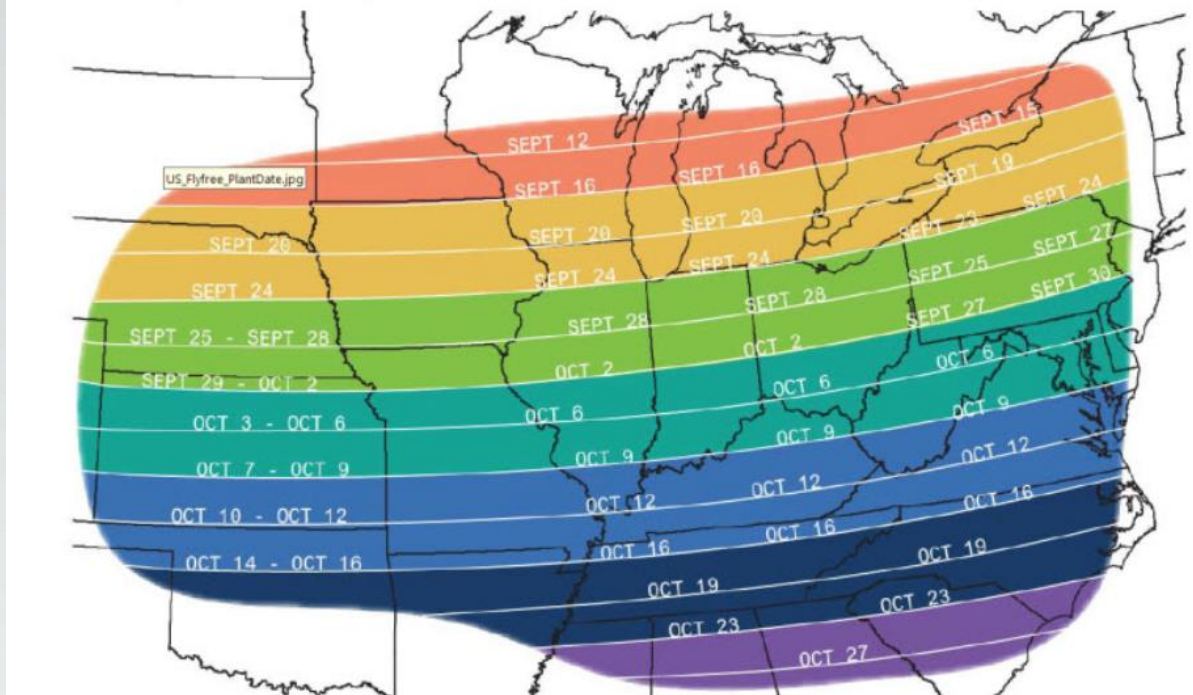 SEPT 12
SEPT 15
US_Flyfree_PlantDate.jpg
SEPT 16
SEPT 16
SEPT 19
SEPT 20
SEPT 20
SEPT 20
SEPT 23
SEPT 24
SEPT 24
SEPT 24
SEPT 24
SEPT 25 - SEPT 28
SEPT 28
SEPT 28
SEPT 25
SEPT 27
SEPT 29 - OCT 2
OCT 2
OCT 2
SEPT 27
SEPT 30
OCT 3 - OCT 6
OCT 6
OCT 6
OCT 6
OCT 7 - OCT 9
OCT 9
OCT 9
OCT 9
OCT 10 - OCT 12
OCT 12
OCT 12
OCT 12
OCT 14 - OCT 16
OCT 16
OCT 16
OCT 16
OCT 19
OCT 19
OCT 23
OCT 23
OCT 27